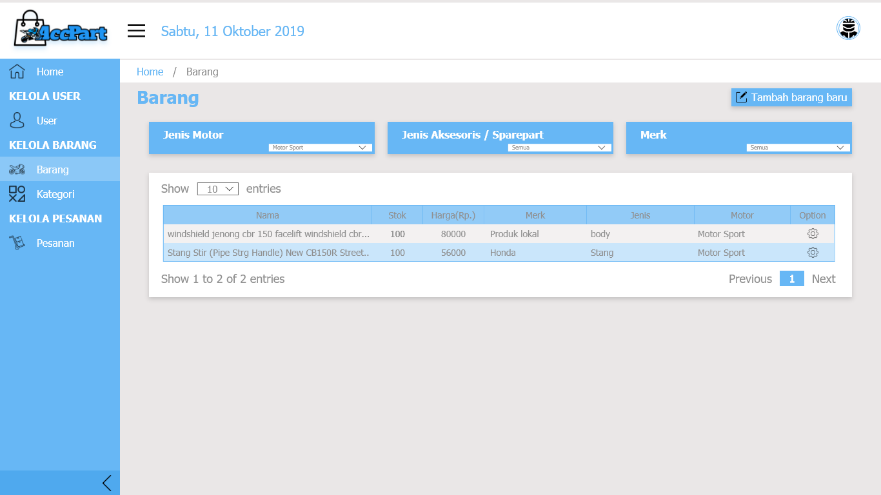 AccPart
Sabtu, 11 Oktober 2019
Home
KELOLA USER
User
KELOLA BARANG
Barang
Kategori
KELOLA PESANAN
Pesanan
Home / Barang
Barang
Tambah barang baru
Jenis Motor
Motor Sport
Jenis Aksesoris / Sparepart
Semua
Merk
Semua
Show 10 entries
Nama Stok Harga(Rp.) Merk Jenis Motor Option
windshield jenong cbr 150 facelift windshield cbr... 100 80000 Produk lokal body Motor Sport
Stang Stir (Pipe Strg Handle) New CB150R Street.. 100 56000 Honda Stang Motor Sport
Show 1 to 2 of 2 entries
Previous 1 Next